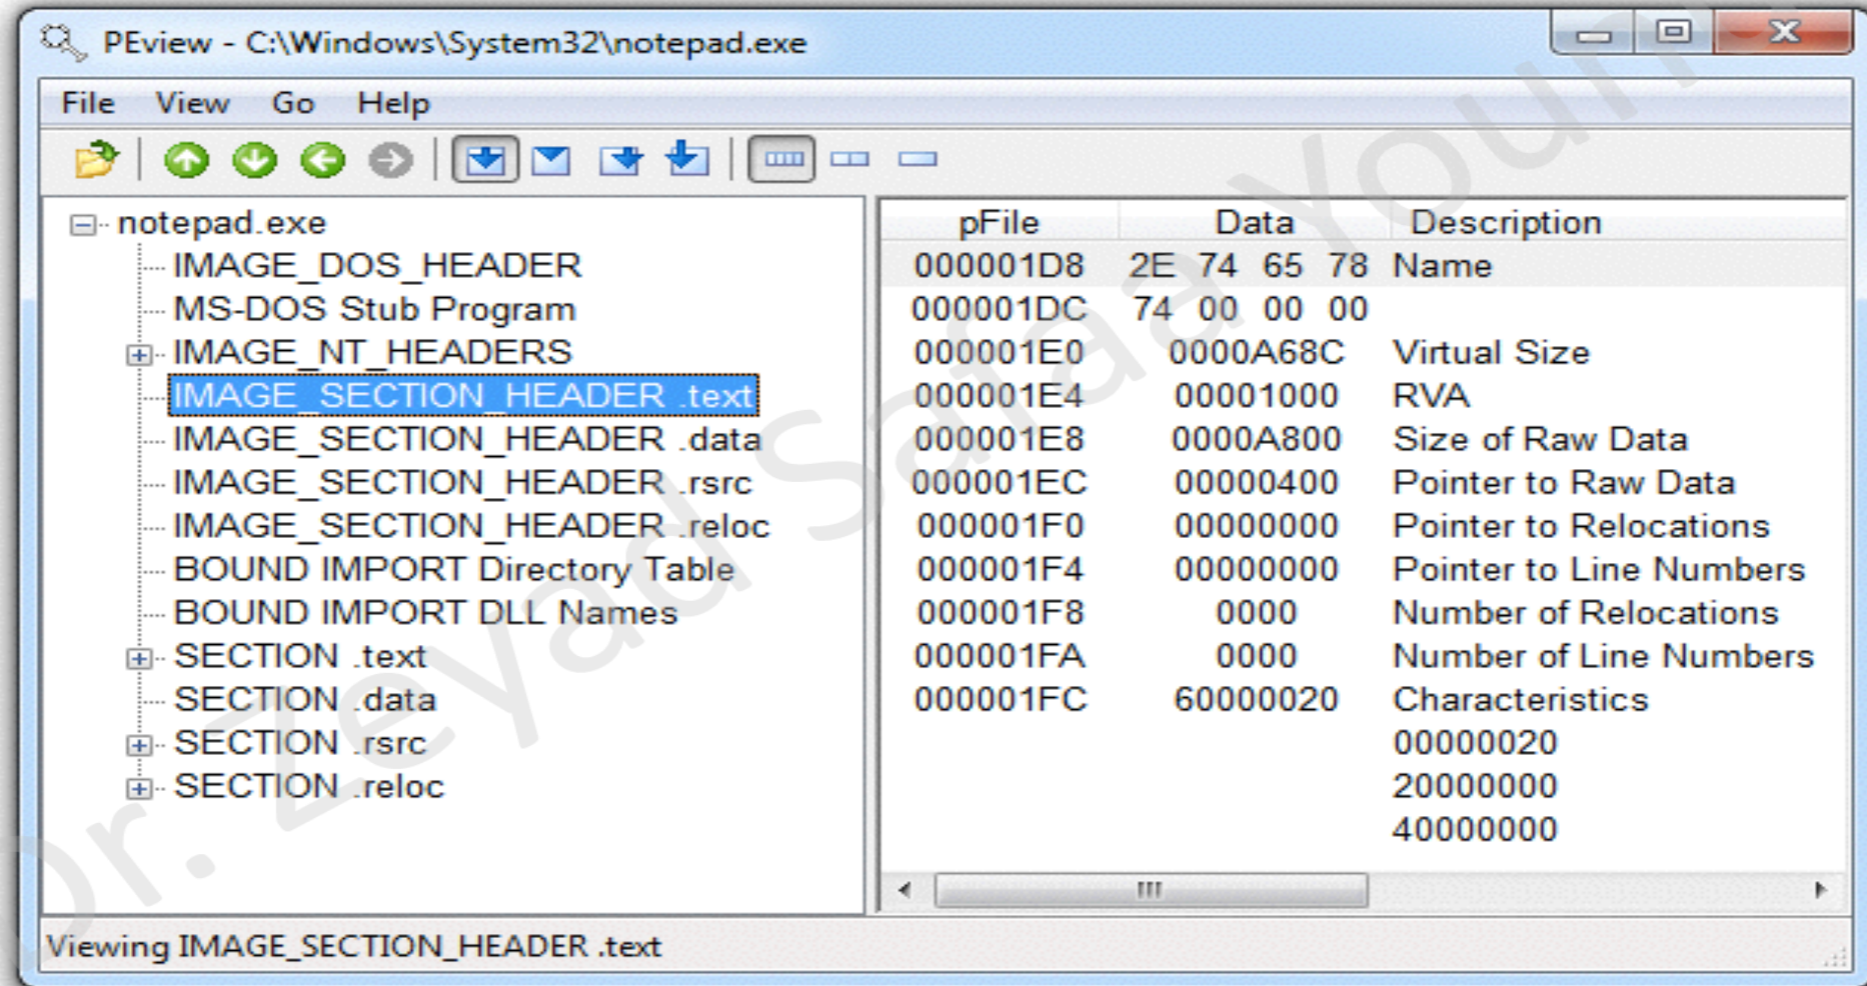 PEview - C:\Windows\System32\notepad.exe
File View Go Help
notepad.exe
IMAGE_DOS_HEADER
MS-DOS Stub Program
IMAGE_NT_HEADERS
IMAGE_SECTION_HEADER .text
IMAGE_SECTION_HEADER .data
IMAGE_SECTION_HEADER .rsrc
IMAGE_SECTION_HEADER .reloc
BOUND IMPORT Directory Table
BOUND IMPORT DLL Names
SECTION .text
SECTION .data
SECTION .rsrc
SECTION .reloc
pFile Data Description
000001D8 2E 74 65 78 Name
000001DC 74 00 00 00
000001E0 0000A68C Virtual Size
000001E4 00001000 RVA
000001E8 0000A800 Size of Raw Data
000001EC 00000400 Pointer to Raw Data
000001F0 00000000 Pointer to Relocations
000001F4 00000000 Pointer to Line Numbers
000001F8 0000 Number of Relocations
000001FA 0000 Number of Line Numbers
000001FC 60000020 Characteristics
00000020
20000000
40000000
Viewing IMAGE_SECTION_HEADER .text
Dr. Zeyad Safaa